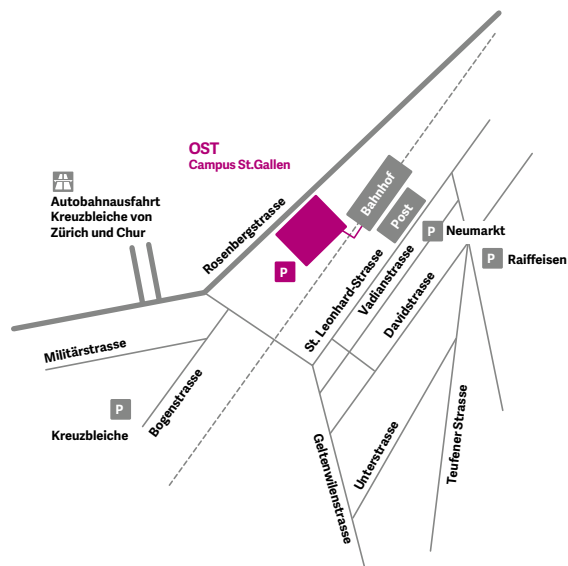 OST
Campus St.Gallen
Autobahnausfahrt
Kreuzbleiche von
Zürich und Chur
Rosenbergstrasse
Bahnhof
Post
P
P
Neumarkt
P
Raiffeisen
St. Leonhard-Strasse
Vadianstrasse
Davidstrasse
Militärstrasse
P
Kreuzbleiche
Bogenstrasse
Geltenwilenstrasse
Unterstrasse
Teufener Strasse